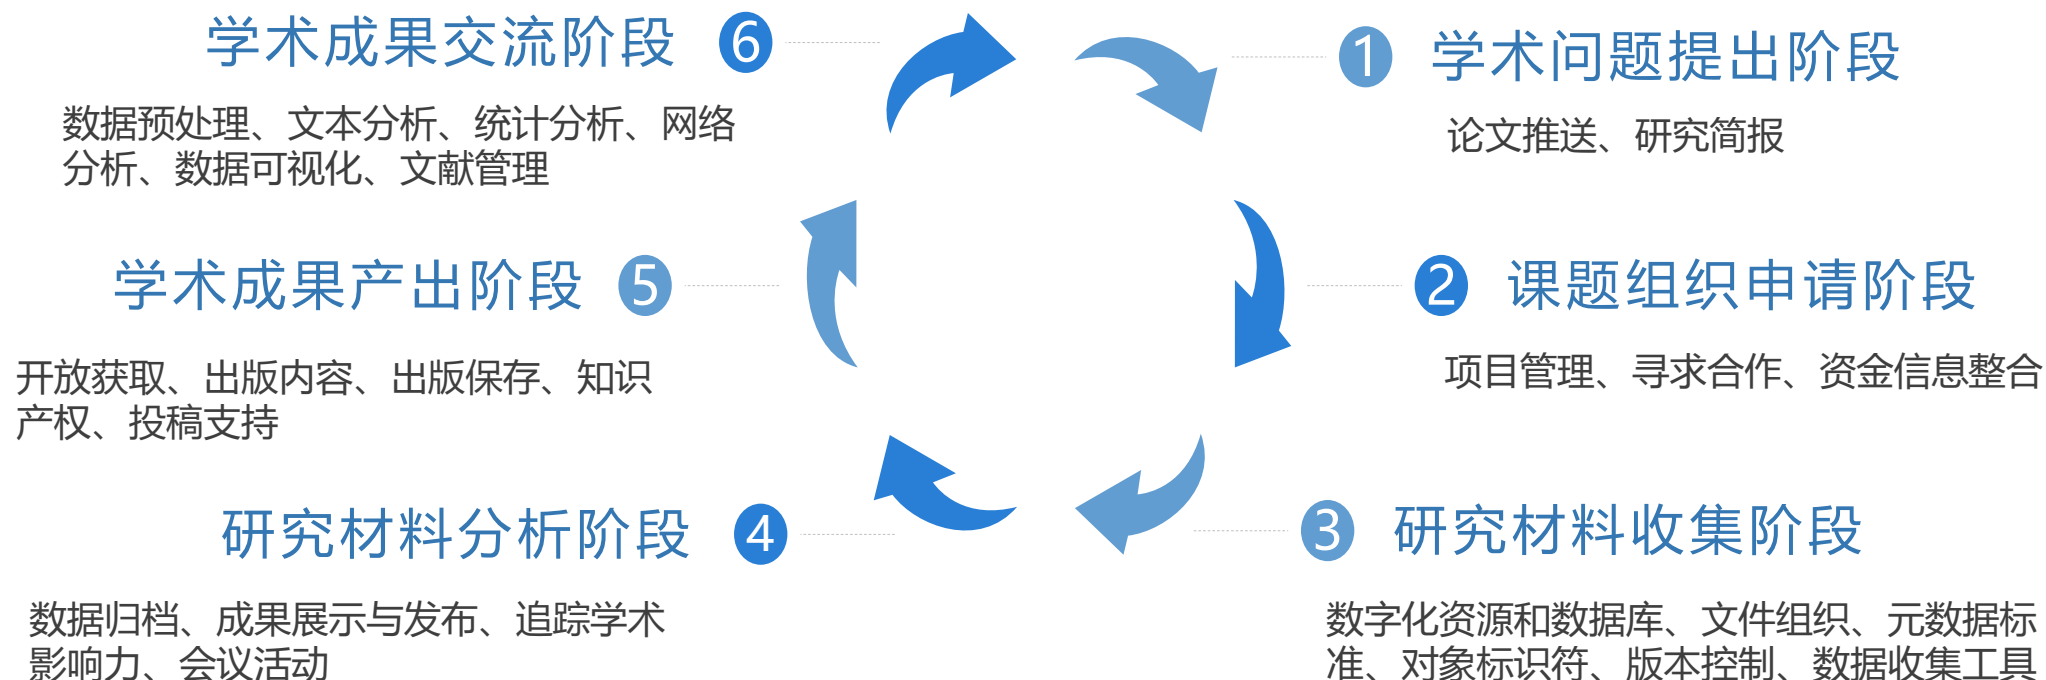 学术成果交流阶段 6
数据预处理、文本分析、统计分析、网络
分析、数据可视化、文献管理
1 学术问题提出阶段
论文推送、研究简报
学术成果产出阶段 5
开放获取、出版内容、出版保存、知识
产权、投稿支持
2 课题组织申请阶段
项目管理、寻求合作、资金信息整合
研究材料分析阶段 4
数据归档、成果展示与发布、追踪学术
影响力、会议活动
3 研究材料收集阶段
数字化资源和数据库、文件组织、元数据标
准、对象标识符、版本控制、数据收集工具